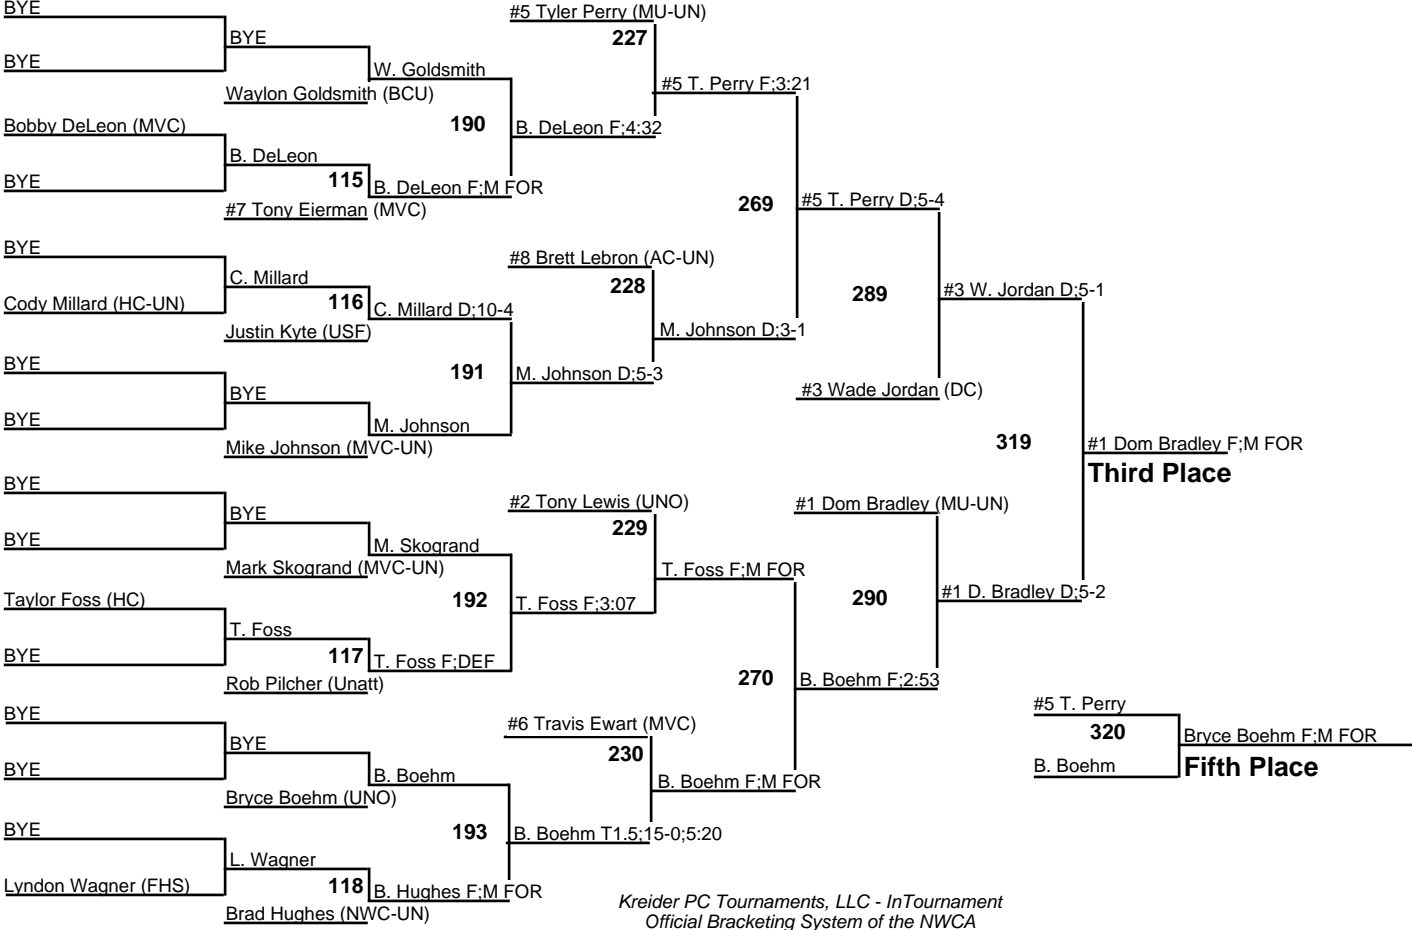 BYE
BYE
BYE
Waylon Goldsmith (BCU)
W. Goldsmith
Bobby DeLeon (MVC)
BYE
B. DeLeon
115
#7 Tony Eierman (MVC)
B. DeLeon F;M FOR
190
B. DeLeon F;4:32
#5 Tyler Perry (MU-UN)
227
#5 T. Perry F;3:21
BYE
Cody Millard (HC-UN)
C. Millard
116
Justin Kyte (USF)
C. Millard D;10-4
BYE
BYE
BYE
Mike Johnson (MVC-UN)
M. Johnson
191
M. Johnson D;5-3
#8 Brett Lebron (AC-UN)
228
M. Johnson D;3-1
269
#5 T. Perry D;5-4
289
#3 Wade Jordan (DC)
#3 W. Jordan D;5-1
BYE
BYE
BYE
Mark Skogrand (MVC-UN)
M. Skogrand
Taylor Foss (HC)
BYE
T. Foss
117
Rob Pilcher (Unatt)
T. Foss F;DEF
192
T. Foss F;3:07
#2 Tony Lewis (UNO)
229
T. Foss F;M FOR
BYE
BYE
BYE
Bryce Boehm (UNO)
B. Boehm
BYE
Lyndon Wagner (FHS)
L. Wagner
118
Brad Hughes (NWC-UN)
B. Hughes F;M FOR
193
B. Boehm T1.5;15-0;5:20
#6 Travis Ewart (MVC)
230
B. Boehm F;M FOR
270
B. Boehm F;2:53
#1 Dom Bradley (MU-UN)
290
#1 D. Bradley D;5-2
319
#1 Dom Bradley F;M FOR
Third Place
#5 T. Perry
320
B. Boehm
Bryce Boehm F;M FOR
Fifth Place
Kreider PC Tournaments, LLC - InTournament
Official Bracketing System of the NWCA